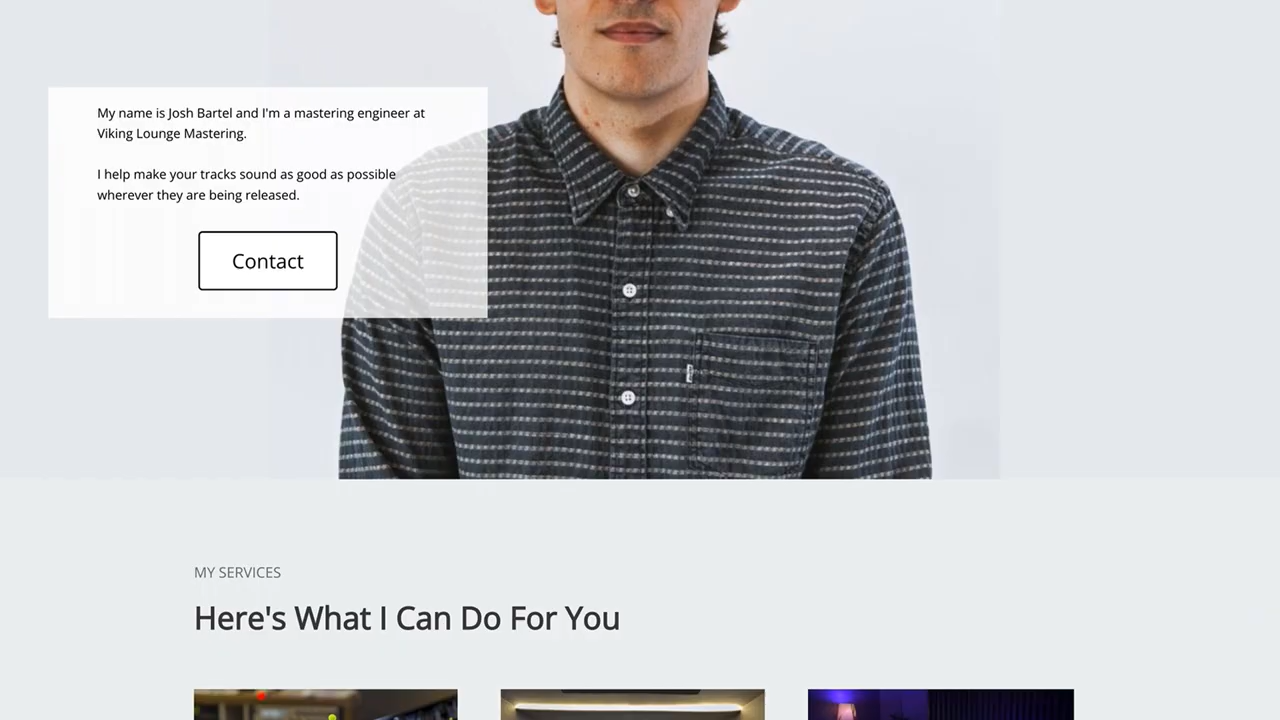 My name is Josh Bartel and I'm a mastering engineer at
Viking Lounge Mastering.
I help make your tracks sound as good as possible
wherever they are being released.
Contact
MY SERVICES
Here's What I Can Do For You